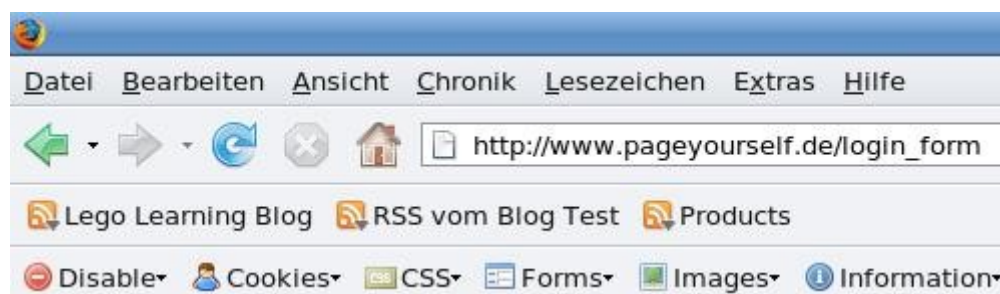 Datei Bearbeiten Ansicht Chronik Lesezeichen Extras Hilfe
http://www.pageyourself.de/login_form
Lego Learning Blog RSS vom Blog Test Products
Disable Cookies CSS CSS Forms Images Information